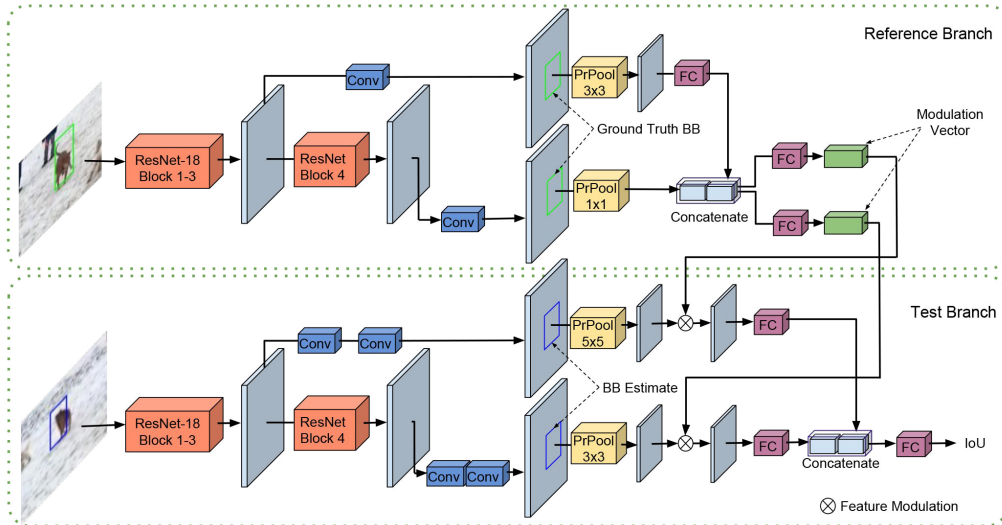 Reference Branch
Conv
PrPool
3x3
FC
Ground Truth BB
Modulation
Vector
ResNet-18
Block 1-3
ResNet
Block 4
Conv
PrPool
1x1
Concatenate
FC
FC
Test Branch
Conv
Conv
PrPool
5x5
FC
BB Estimate
ResNet-18
Block 1-3
ResNet
Block 4
Conv
Conv
PrPool
3x3
FC
Concatenate
FC
IoU
Feature Modulation